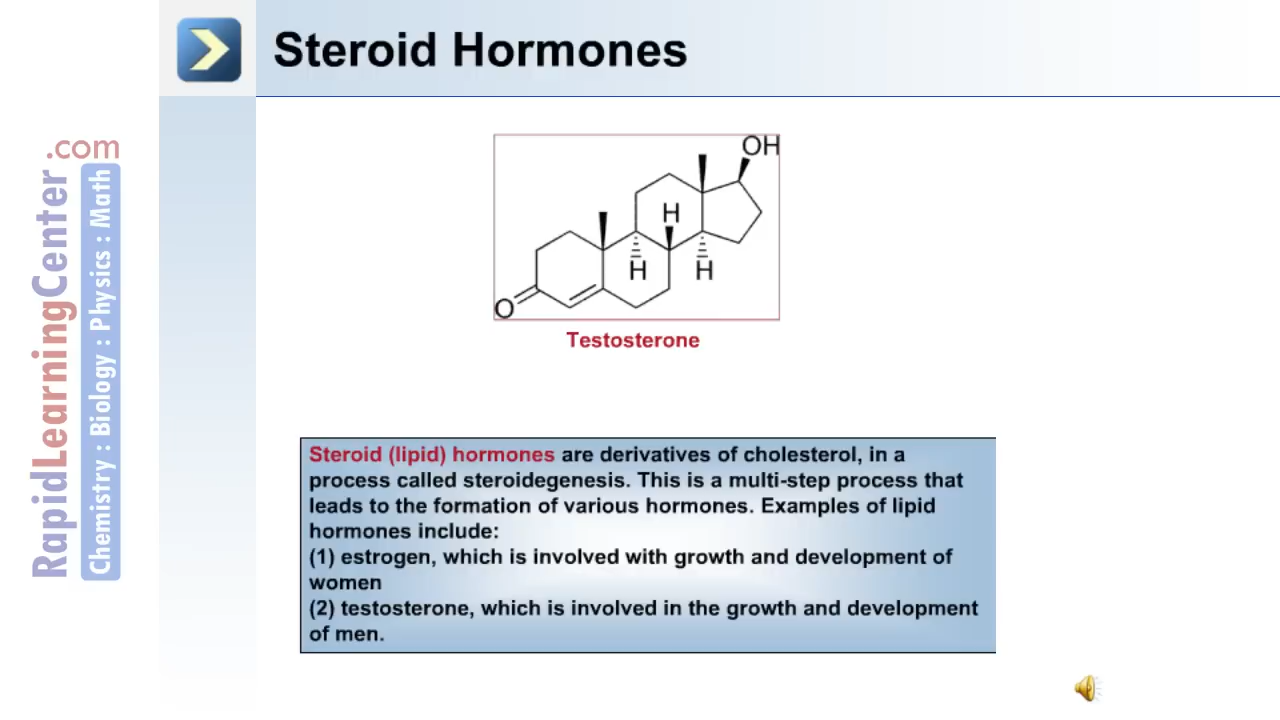 Steroid Hormones
RapidLearningCenter.com
Chemistry : Biology : Physics : Math
OH
H
H
H
O
Testosterone
Steroid (lipid) hormones are derivatives of cholesterol, in a
process called steroidegenesis. This is a multi-step process that
leads to the formation of various hormones. Examples of lipid
hormones include:
(1) estrogen, which is involved with growth and development of
women
(2) testosterone, which is involved in the growth and development
of men.